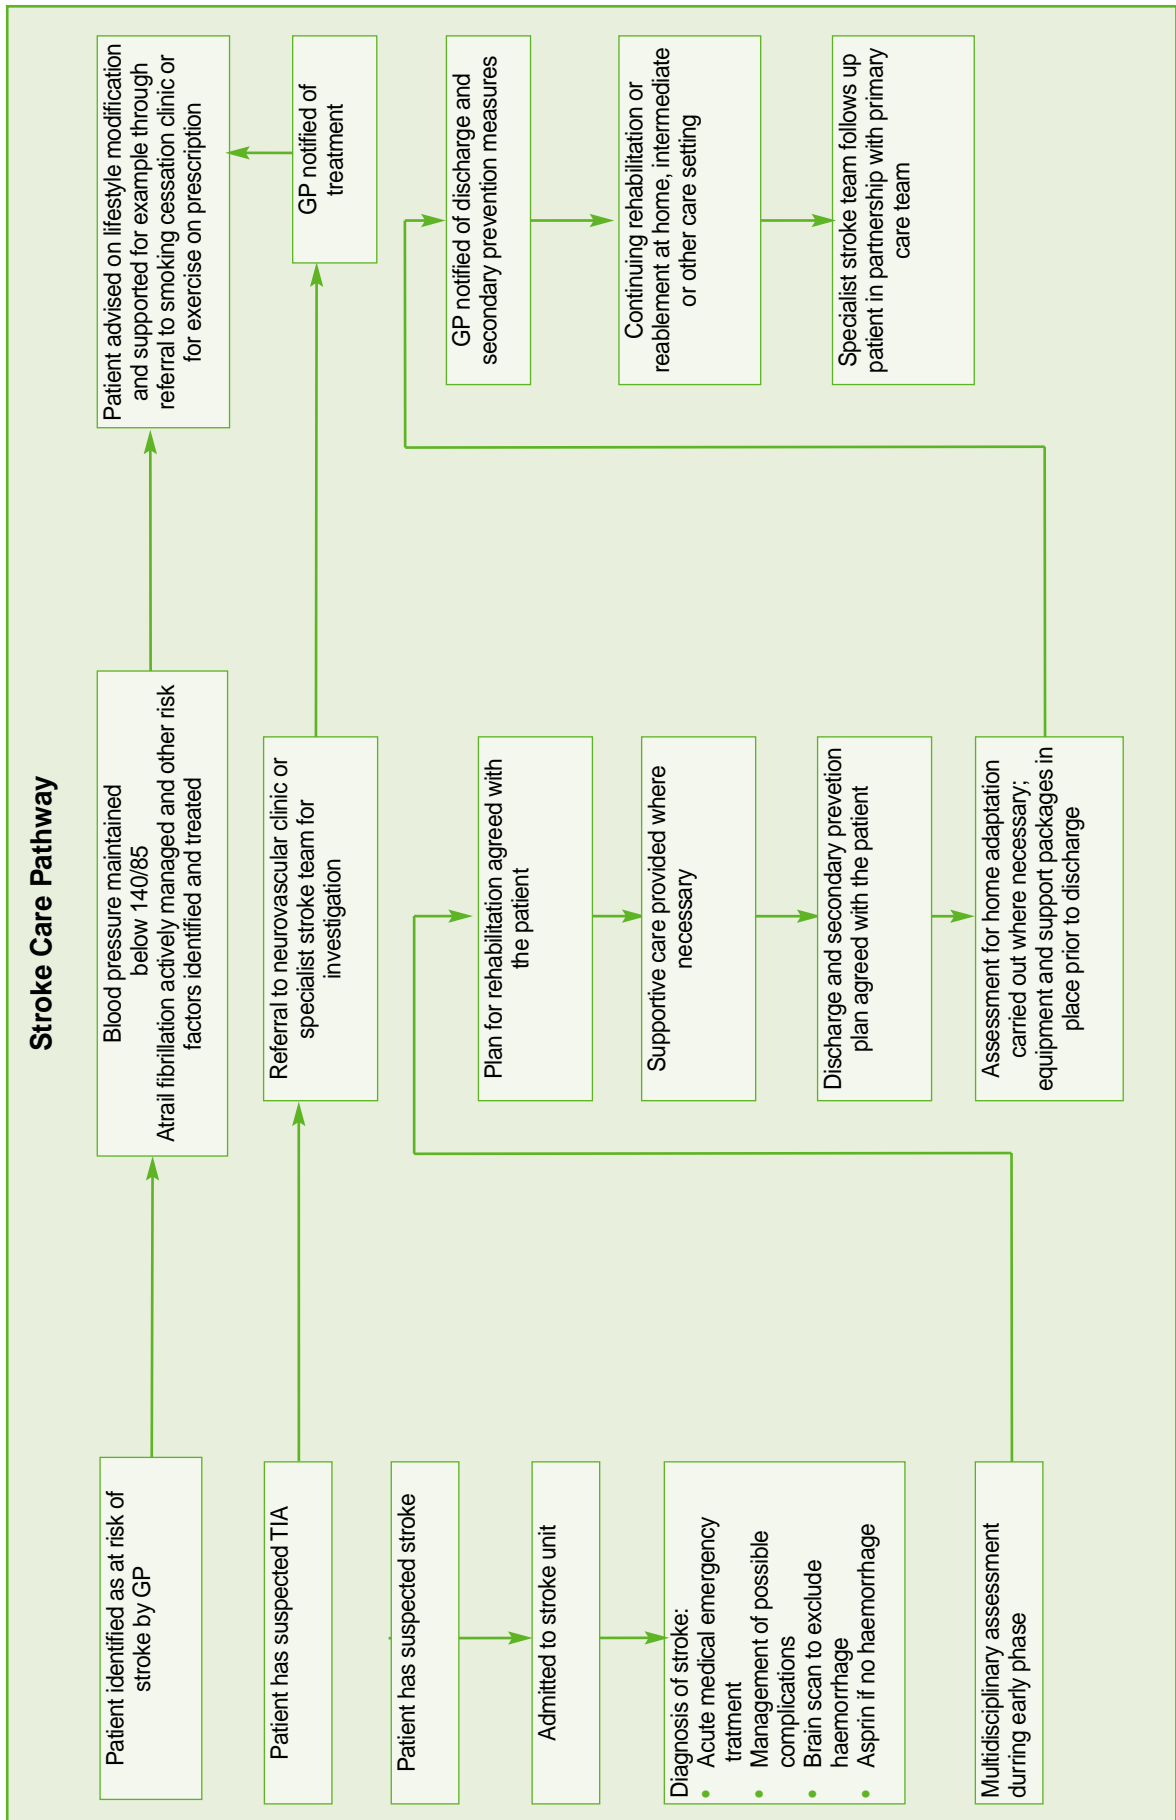 Stroke Care Pathway
Patient identified as at risk of
stroke by GP
Blood pressure maintained
below 140/85
Atrail fibrillation actively managed and other risk
factors identified and treated
Patient advised on lifestyle modification
and supported for example through
referral to smoking cessation clinic or
for exercise on prescription
Patient has suspected TIA
Referral to neurovascular clinic or
specialist stroke team for
investigation
GP notified of
treatment
Patient has suspected stroke
Admitted to stroke unit
Diagnosis of stroke:
• Acute medical emergency
tratment
• Management of possible
complications
• Brain scan to exclude
haemorrhage
• Asprin if no haemorrhage
Multidisciplinary assessment
durring early phase
Plan for rehabilitation agreed with
the patient
Supportive care provided where
necessary
Discharge and secondary prevetion
plan agreed with the patient
Assessment for home adaptation
carried out where necessary;
equipment and support packages in
place prior to discharge
GP notified of discharge and
secondary prevention measures
Continuing rehabilitation or
reablement at home, intermediate
or other care setting
Specialist stroke team follows up
patient in partnership with primary
care team